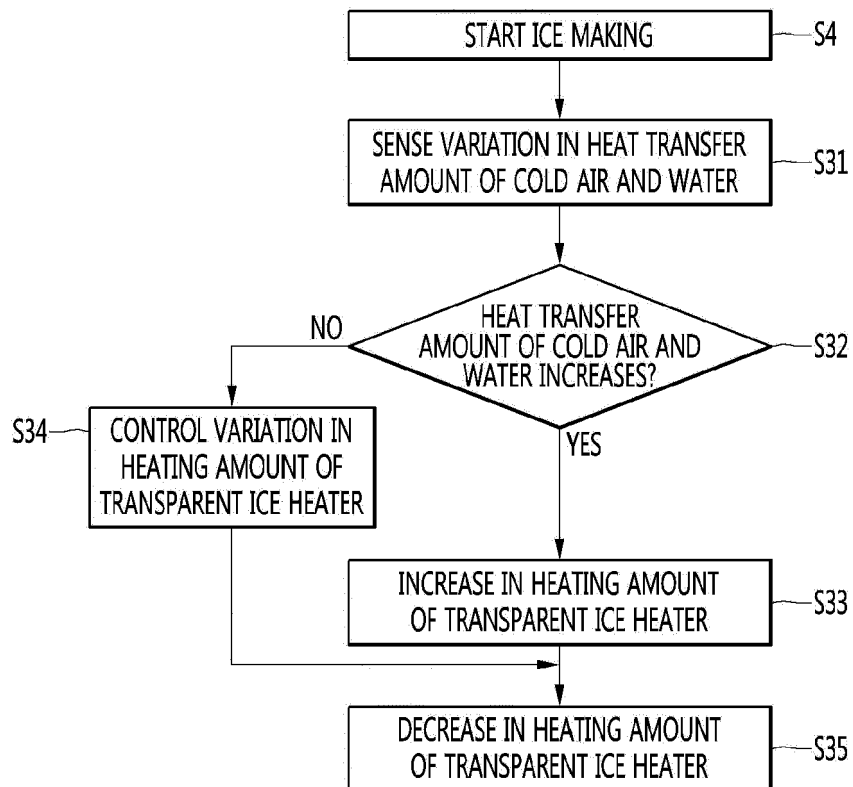 START ICE MAKING
S4
SENSE VARIATION IN HEAT TRANSFER
AMOUNT OF COLD AIR AND WATER
S31
HEAT TRANSFER
AMOUNT OF COLD AIR AND
WATER INCREASES?
S32
NO
YES
S34
CONTROL VARIATION IN
HEATING AMOUNT OF
TRANSPARENT ICE HEATER
INCREASE IN HEATING AMOUNT
OF TRANSPARENT ICE HEATER
S33
DECREASE IN HEATING AMOUNT
OF TRANSPARENT ICE HEATER
S35